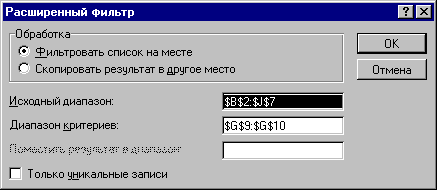 Расширенный фильтр
Обработка
Фильтровать список на месте
Скопировать результат в другое место
OK
Отмена
Исходный диапазон: $B$2:$J$7
Диапазон критериев: $G$9:$G$10
Поместить результат в диапазон:
Только уникальные записи